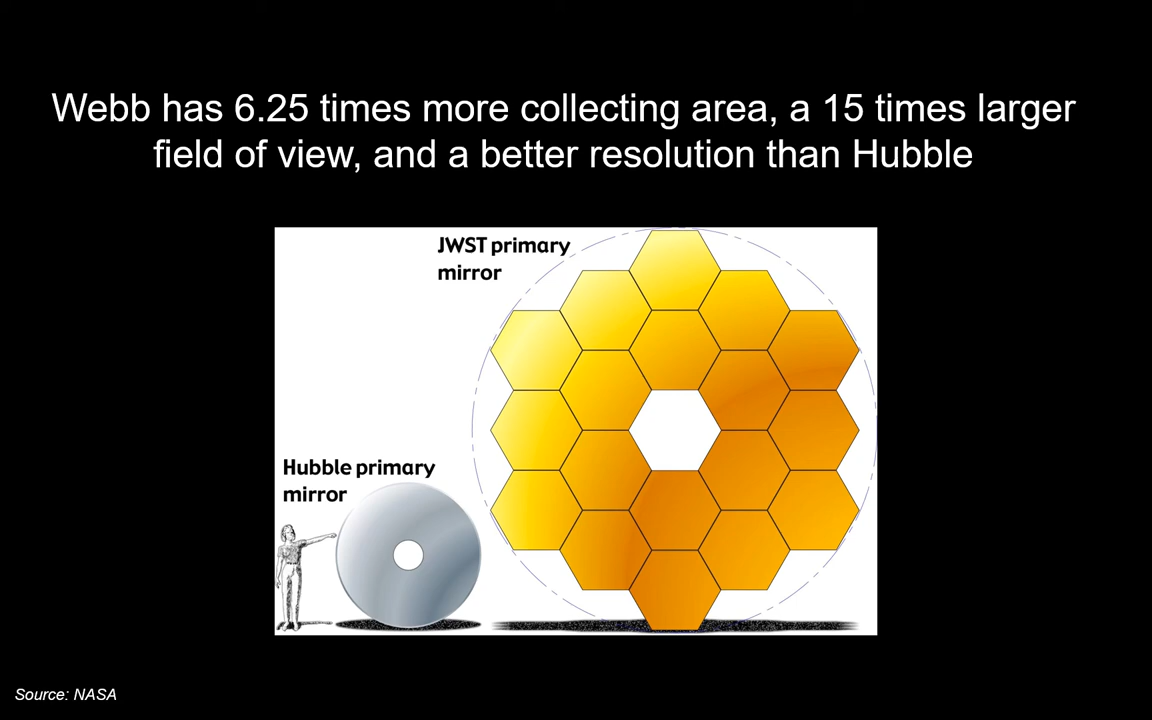 Webb has 6.25 times more collecting area, a 15 times larger
field of view, and a better resolution than Hubble
JWST primary
mirror
Hubble primary
mirror
Source: NASA